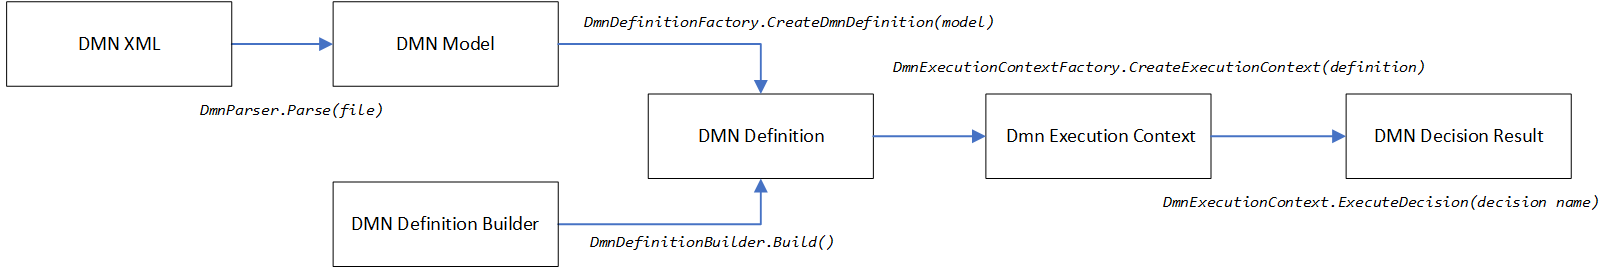 DmnDefinitionFactory.CreateDmnDefinition(model)
DMN XML
DMN Model
DmnExecutionContextFactory.CreateExecutionContext(definition)
DmnParser.Parse(file)
DMN Definition
Dmn Execution Context
DMN Decision Result
DmnExecutionContext.ExecuteDecision(decision name)
DMN Definition Builder
DmnDefinitionBuilder.Build()